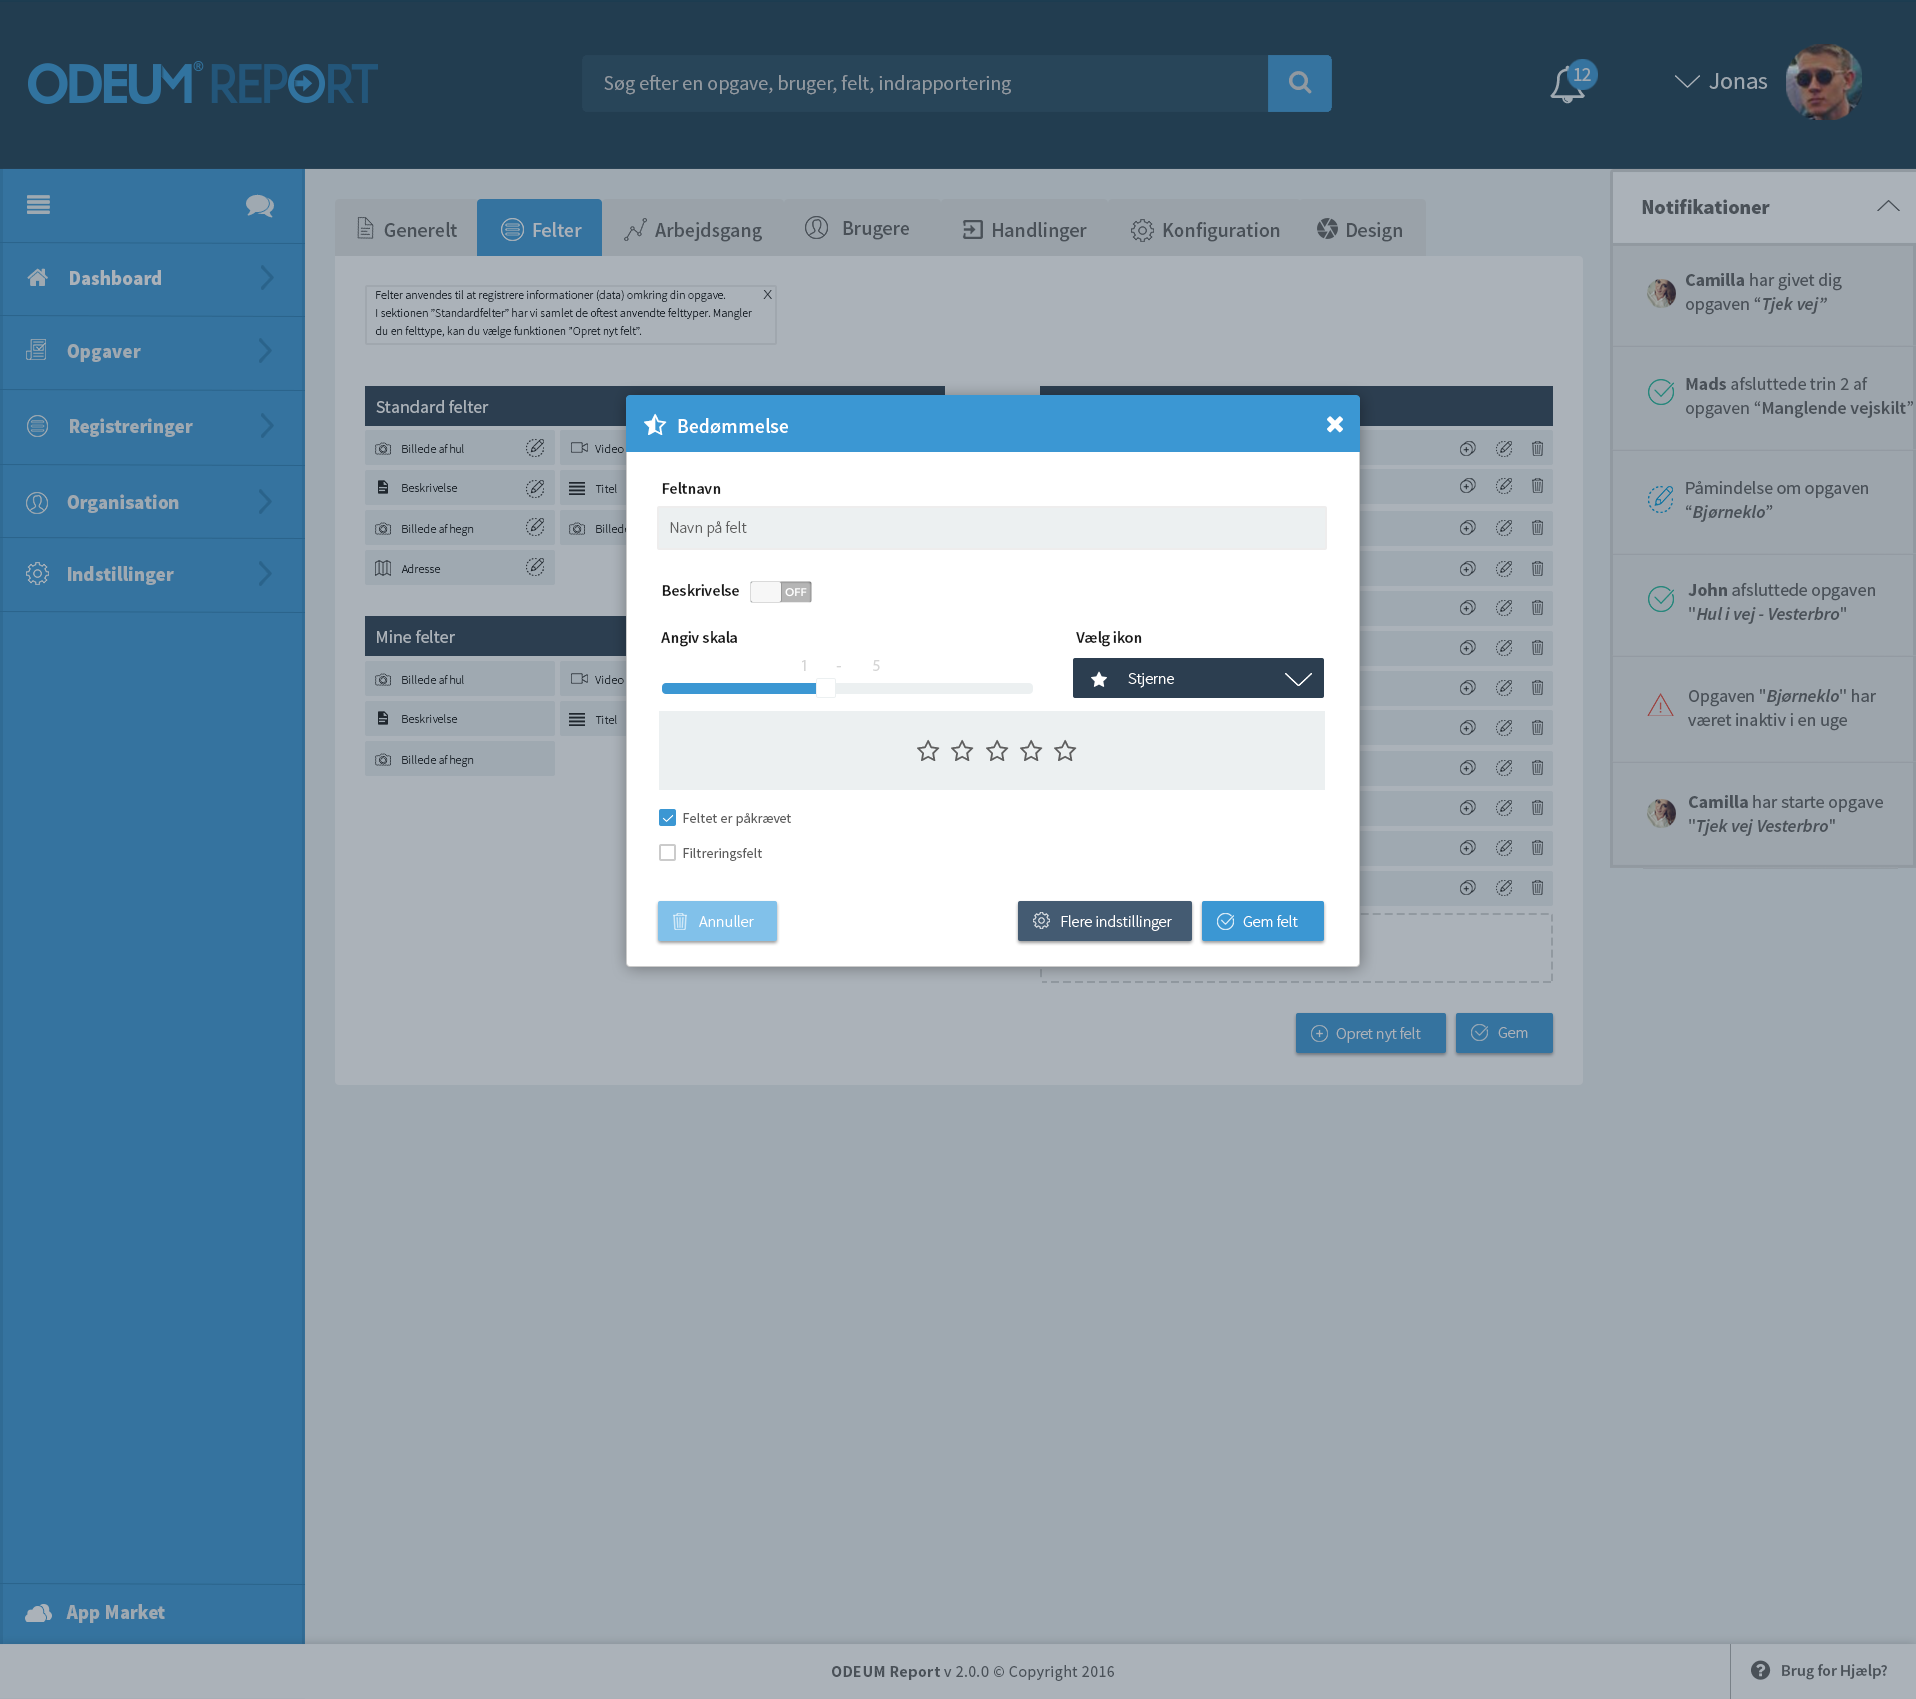 ODEUM® REPORT
Søg efter en opgave, bruger, felt, indrapportering
12
Jonas
Dashboard
Opgaver
Registreringer
Organisation
Indstillinger
App Market
Generelt
Felter
Arbejdsgang
Brugere
Handlinger
Konfiguration
Design
Felter anvendes til at registrere informationer (data) omkring din opgave.
X
I sektionen "Standardfelter" har vi samlet de oftest anvendte felttyper. Mangler
du en felttype, kan du vælge funktionen "Opret nyt felt".
Standard felter
Billede af hul
Video
Beskrivelse
Titel
Billede af hegn
Billede
Adresse
Mine felter
Billede af hul
Video
Beskrivelse
Titel
Billede af hegn
Bedømmelse
Feltnavn
Navn på felt
Beskrivelse
OFF
Angiv skala
1 - 5
Vælg ikon
Stjerne
Feltet er påkrævet
Filtreringsfelt
Annuller
Flere indstillinger
Gem felt
Opret nyt felt
Gem
Notifikationer
Camilla har givet dig
opgaven “Tjek vej”
Mads afsluttede trin 2 af
opgaven “Manglende vejskilt”
Påmindelse om opgaven
“Bjørneklo”
John afsluttede opgaven
"Hul i vej - Vesterbro"
Opgaven "Bjørneklo" har
været inaktiv i en uge
Camilla har starte opgave
"Tjek vej Vesterbro"
ODEUM Report v 2.0.0 © Copyright 2016
Brug for Hjælp?